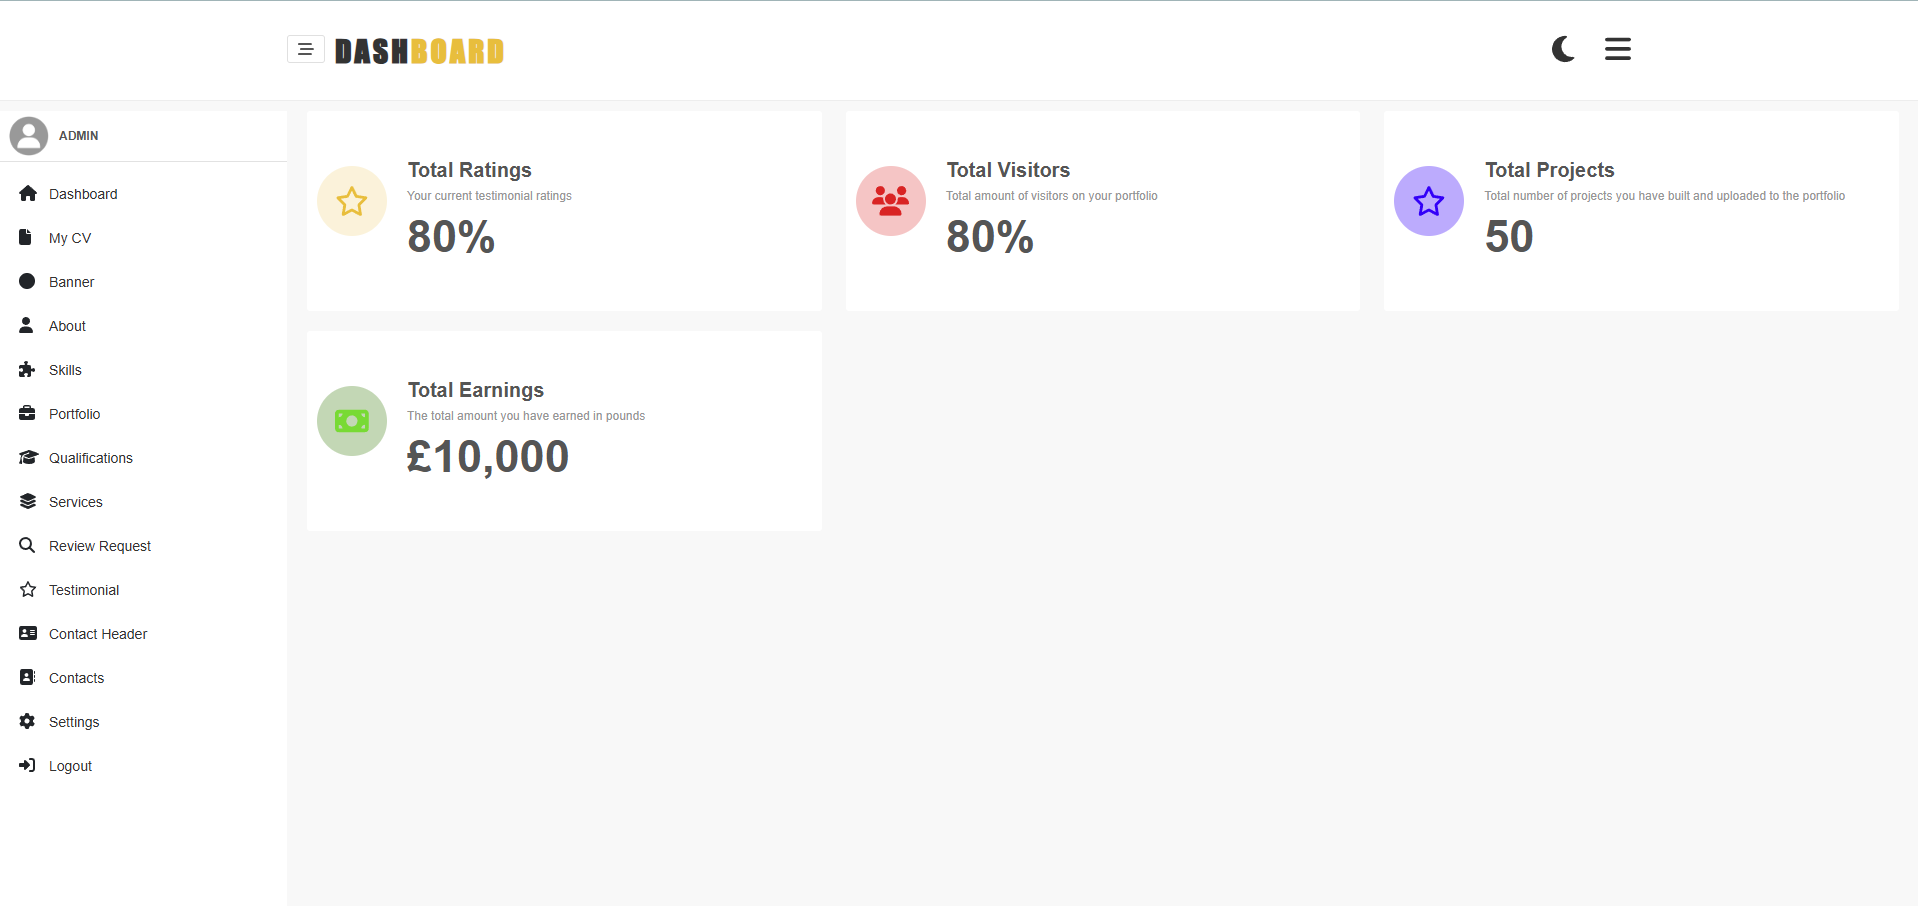 DASHBOARD
ADMIN
Dashboard
My CV
Banner
About
Skills
Portfolio
Qualifications
Services
Review Request
Testimonial
Contact Header
Contacts
Settings
Logout
Total Ratings
Your current testimonial ratings
80%
Total Visitors
Total amount of visitors on your portfolio
80%
Total Projects
Total number of projects you have built and uploaded to the portfolio
50
Total Earnings
The total amount you have earned in pounds
£10,000